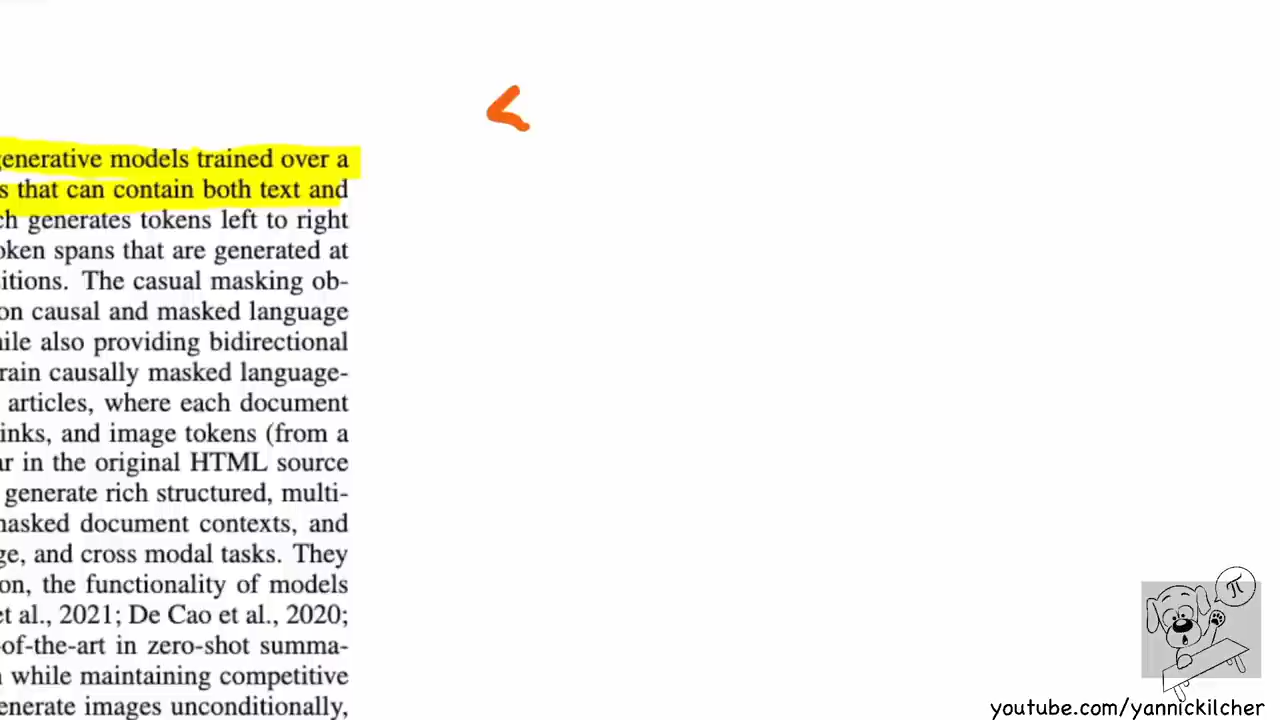 <
generative models trained over a
s that can contain both text and
ch generates tokens left to right
oken spans that are generated at
itions. The casual masking ob-
on causal and masked language
hile also providing bidirectional
rain causally masked language-
articles, where each document
inks, and image tokens (from a
ar in the original HTML source
generate rich structured, multi-
masked document contexts, and
ge, and cross modal tasks. They
on, the functionality of models
et al., 2021; De Cao et al., 2020;
-of-the-art in zero-shot summa-
n while maintaining competitive
enerate images unconditionally,
π
youtube.com/yannickilcher